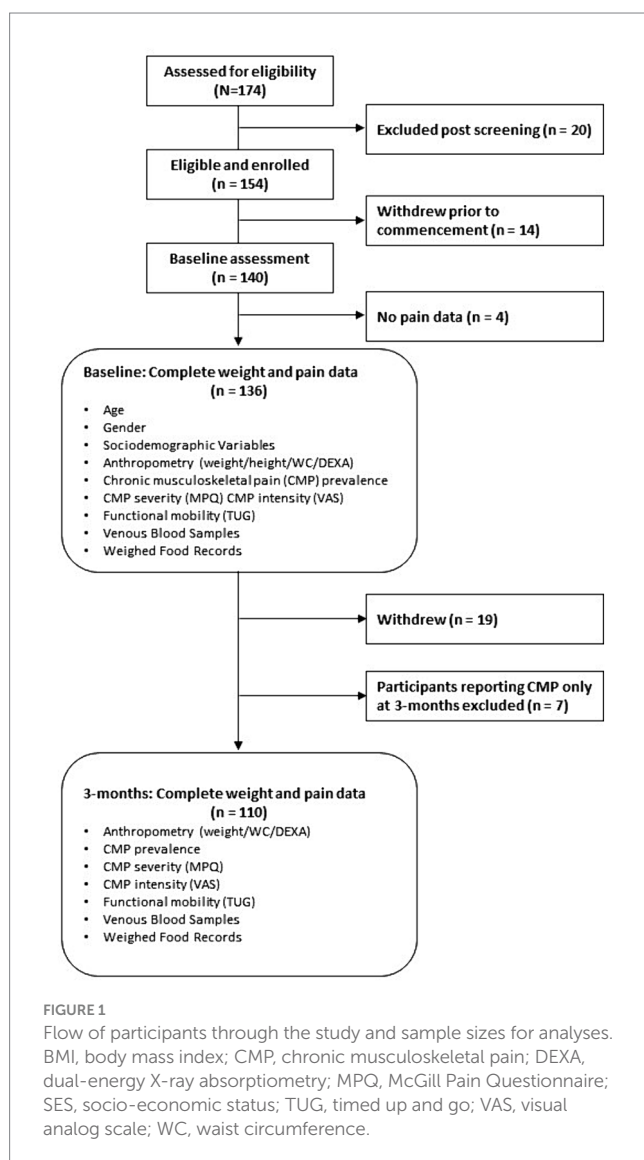 Assessed for eligibility
(N=174)
Excluded post screening (n = 20)
Eligible and enrolled
(n = 154)
Withdrew prior to
commencement (n = 14)
Baseline assessment
(n = 140)
No pain data (n = 4)
Baseline: Complete weight and pain data
(n = 136)
• Age
• Gender
• Sociodemographic Variables
• Anthropometry (weight/height/WC/DEXA)
• Chronic musculoskeletal pain (CMP) prevalence
• CMP severity (MPQ) CMP intensity (VAS)
• Functional mobility (TUG)
• Venous Blood Samples
• Weighed Food Records
Withdrew (n = 19)
Participants reporting CMP only
at 3-months excluded (n = 7)
3-months: Complete weight and pain data
(n = 110)
• Anthropometry (weight/WC/DEXA)
• CMP prevalence
• CMP severity (MPQ)
• CMP intensity (VAS)
• Functional mobility (TUG)
• Venous Blood Samples
• Weighed Food Records
FIGURE 1
Flow of participants through the study and sample sizes for analyses.
BMI, body mass index; CMP, chronic musculoskeletal pain; DEXA,
dual-energy X-ray absorptiometry; MPQ, McGill Pain Questionnaire;
SES, socio-economic status; TUG, timed up and go; VAS, visual
analog scale; WC, waist circumference.